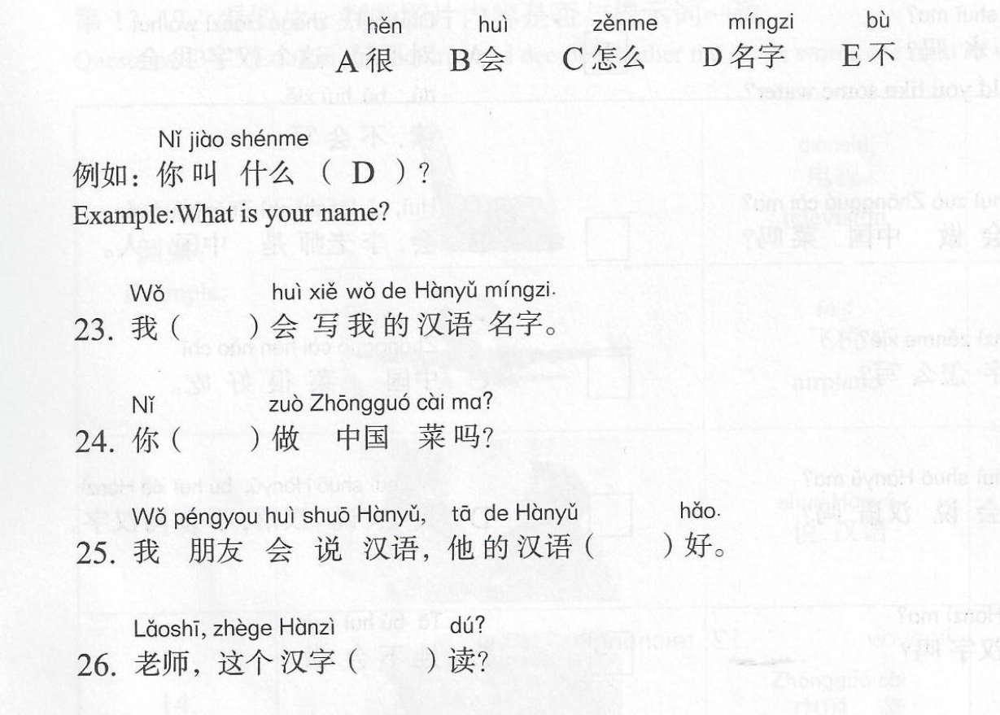 hěn huì zěnme míngzi bù
A 很 B 会 C 怎么 D 名字 E 不
Nǐ jiào shénme
例如：你 叫 什么 （ D ）？
Example:What is your name?
Wǒ huì xiě wǒ de Hànyǔ míngzi.
23. 我（ ）会 写 我 的 汉语 名字。
Nǐ zuò Zhōngguó cài ma?
24. 你（ ）做 中国 菜 吗？
Wǒ péngyou huì shuō Hànyǔ, tā de Hànyǔ hǎo.
25. 我 朋友 会 说 汉语，他 的 汉语（ ）好。
Lǎoshī, zhège Hànzì dú?
26. 老师，这个 汉字（ ）读？